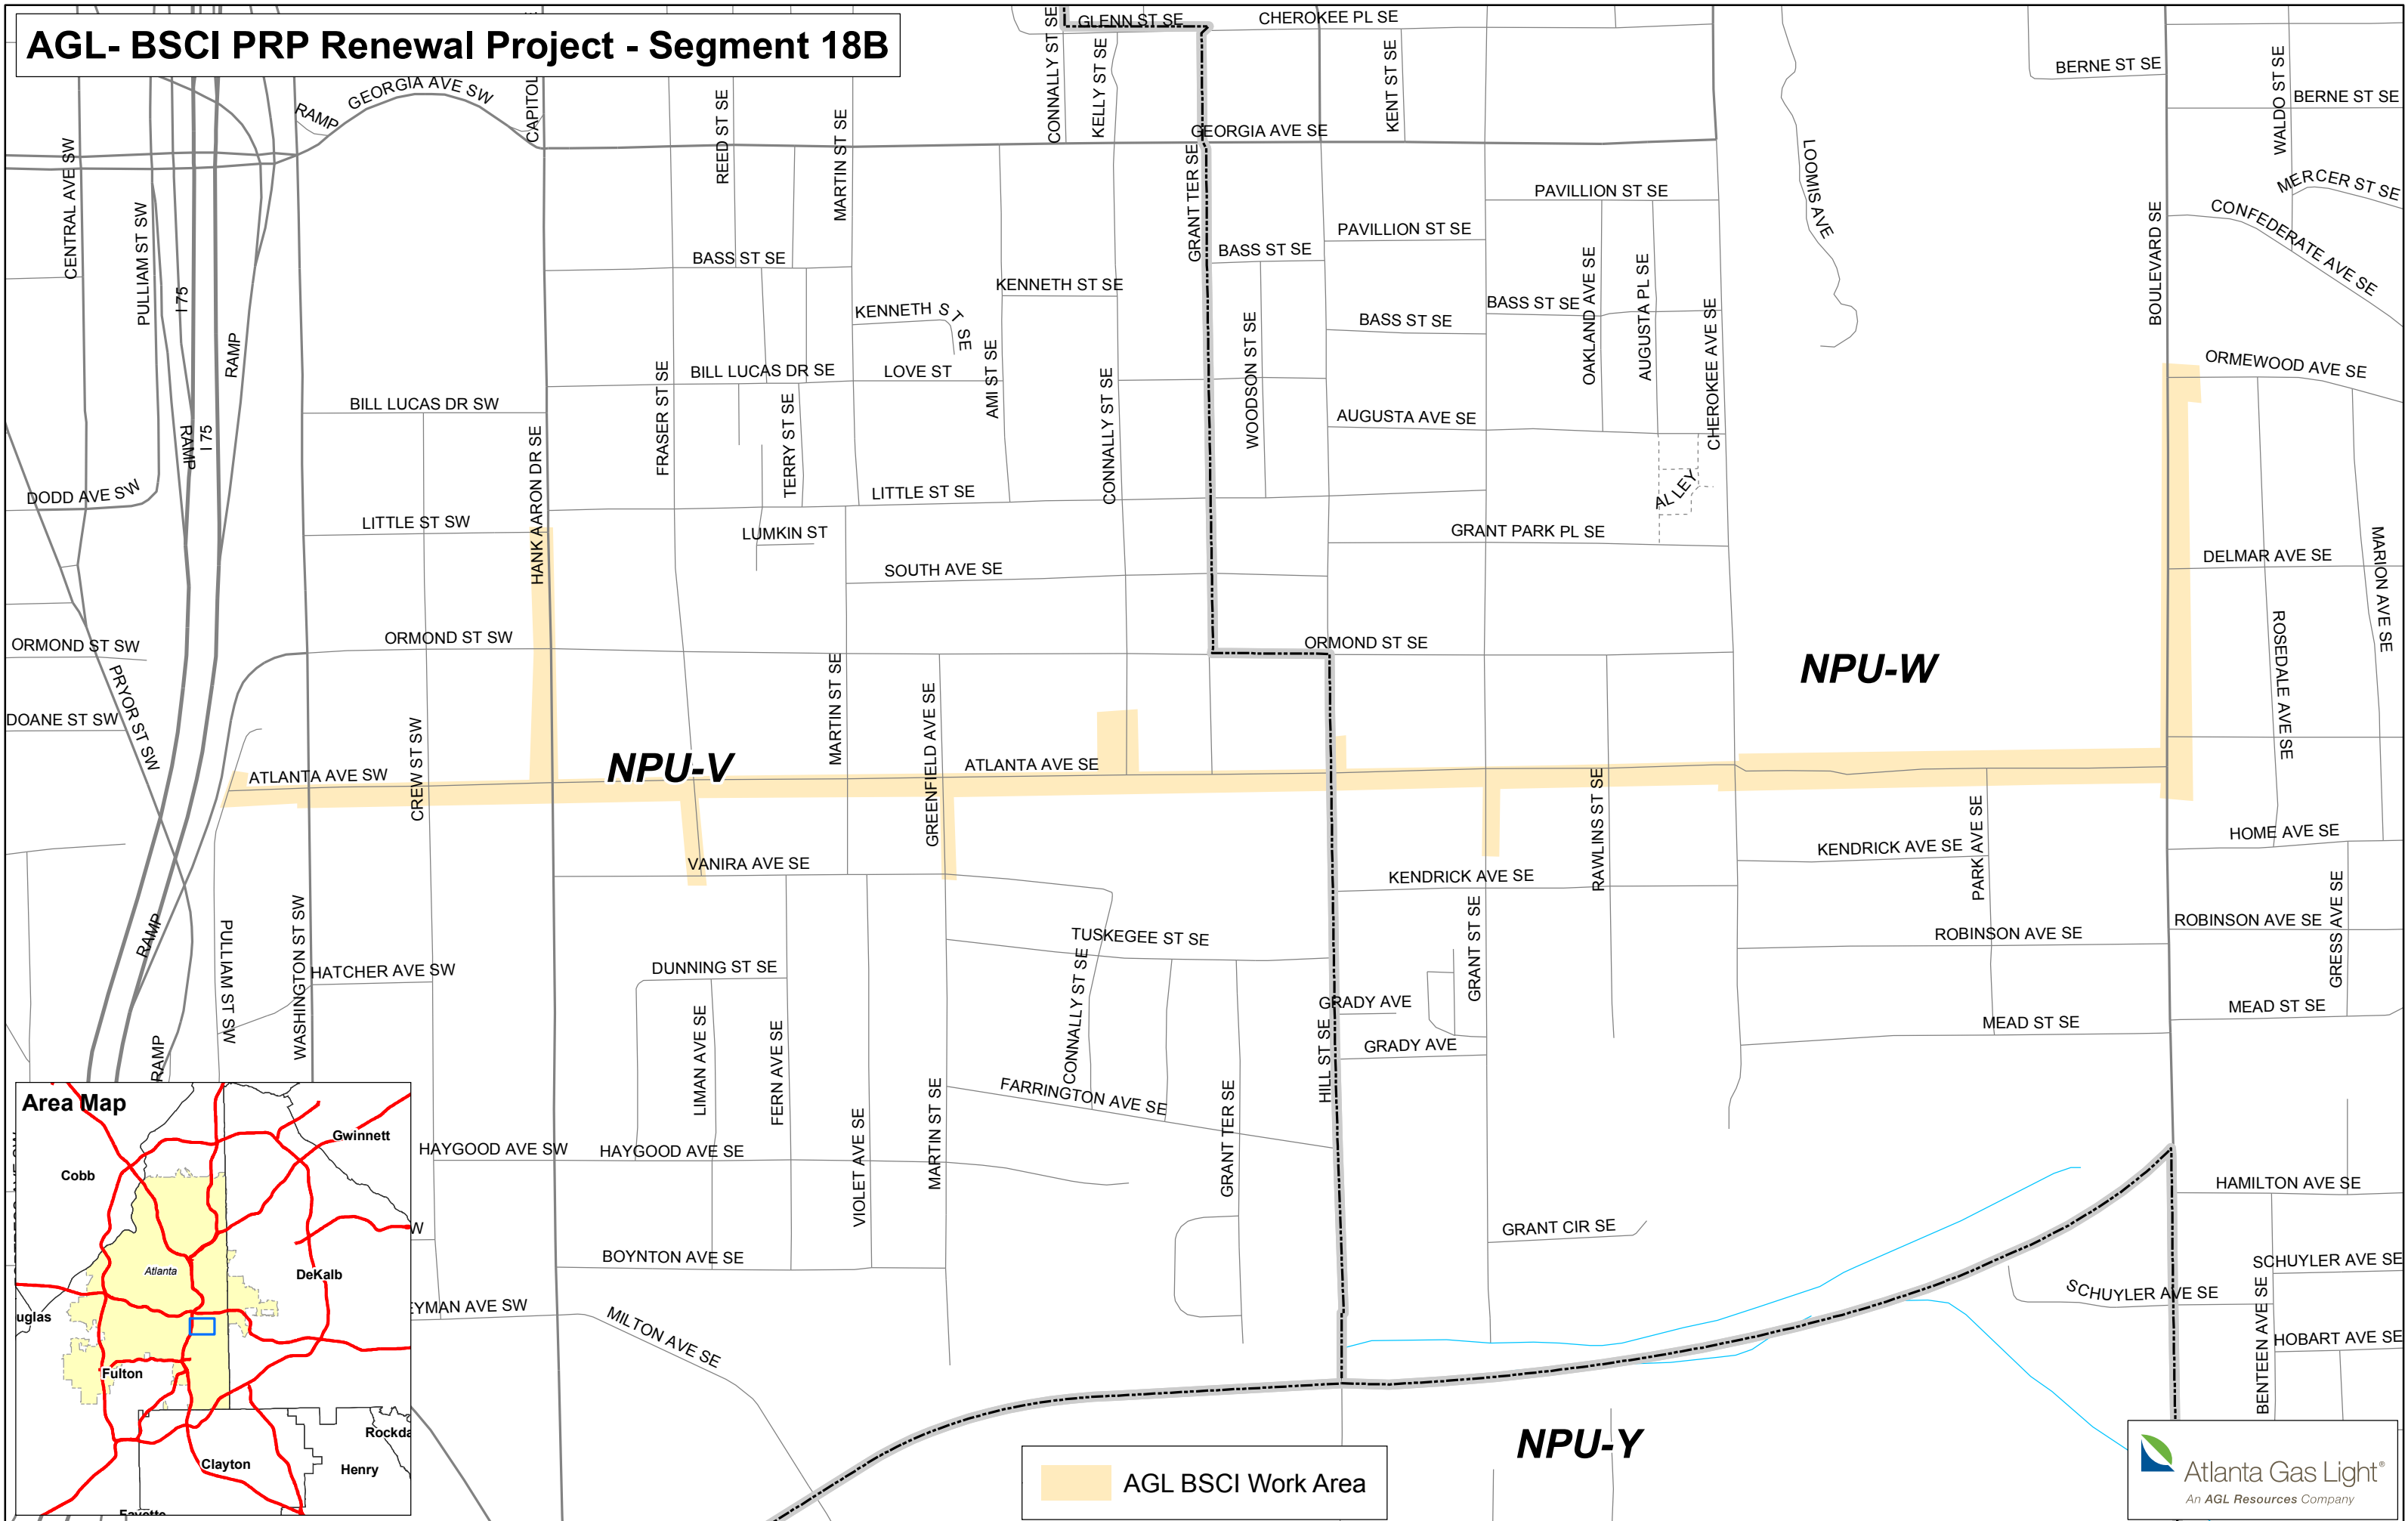 AGL- BSCI PRP Renewal Project - Segment 18B
GLENN ST SE
CHEROKEE PL SE
CONNALLY ST SE
KELLY ST SE
KENT ST SE
BERNE ST SE
WALDO ST SE
BERNE ST SE
GEORGIA AVE SW
RAMP
CAPITOL
REED ST SE
MARTIN ST SE
GEORGIA AVE SE
GRANT TER SE
LOOMIS AVE
MERCER ST SE
CONFEDERATE AVE SE
CENTRAL AVE SW
PULLIAM ST SW
I 75
RAMP
PAVILLION ST SE
PAVILLION ST SE
BASS ST SE
BASS ST SE
KENNETH ST SE
KENNETH ST SE
BASS ST SE
BASS ST SE
OAKLAND AVE SE
AUGUSTA PL SE
CHEROKEE AVE SE
BOULEVARD SE
WOODSON ST SE
ORMEWOOD AVE SE
BILL LUCAS DR SE
LOVE ST
AMI ST SE
CONNALLY ST SE
FRASER ST SE
TERRY ST SE
BILL LUCAS DR SW
AUGUSTA AVE SE
RAMP
I 75
HANK AARON DR SE
DODD AVE SW
LITTLE ST SE
ALLEY
LITTLE ST SW
LUMKIN ST
GRANT PARK PL SE
SOUTH AVE SE
DELMAR AVE SE
MARION AVE SE
ROSEDALE AVE SE
ORMOND ST SW
ORMOND ST SW
ORMOND ST SE
NPU-W
PRYOR ST SW
DOANE ST SW
CREW ST SW
MARTIN ST SE
GREENFIELD AVE SE
NPU-V
ATLANTA AVE SW
ATLANTA AVE SE
RAWLINS ST SE
PARK AVE SE
HOME AVE SE
KENDRICK AVE SE
VANIRA AVE SE
KENDRICK AVE SE
GRANT ST SE
GRESS AVE SE
RAMP
PULLIAM ST SW
WASHINGTON ST SW
ROBINSON AVE SE
ROBINSON AVE SE
TUSKEGEE ST SE
HATCHER AVE SW
DUNNING ST SE
CONNALLY ST SE
GRADY AVE
MEAD ST SE
MEAD ST SE
GRADY AVE
HILL ST SE
LIMAN AVE SE
FERN AVE SE
RAMP
FARRINGTON AVE SE
GRANT TER SE
MARTIN ST SE
VIOLET AVE SE
HAYGOOD AVE SW
HAYGOOD AVE SE
HAMILTON AVE SE
GRANT CIR SE
BOYNTON AVE SE
SCHUYLER AVE SE
SCHUYLER AVE SE
BENTEEN AVE SE
HOBART AVE SE
EYMAN AVE SW
MILTON AVE SE
W
NPU-Y
Area Map
Gwinnett
Cobb
Atlanta
DeKalb
uglas
Fulton
Rockda
Clayton
Henry
Fayette
AGL BSCI Work Area
Atlanta Gas Light®
An AGL Resources Company